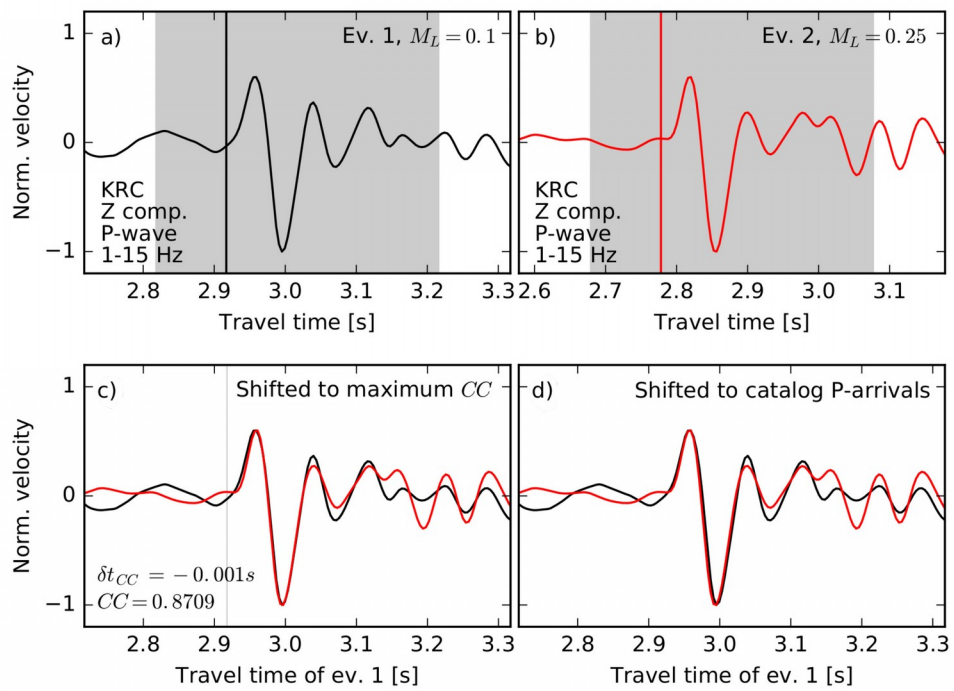 a)
Ev. 1, $M_L = 0.1$
1
0
−1
Norm. velocity
KRC
Z comp.
P-wave
1-15 Hz
2.8 2.9 3.0 3.1 3.2 3.3
Travel time [s]
b)
Ev. 2, $M_L = 0.25$
KRC
Z comp.
P-wave
1-15 Hz
2.6 2.7 2.8 2.9 3.0 3.1
Travel time [s]
c)
Shifted to maximum $CC$
1
0
−1
Norm. velocity
$\delta t_{CC} = -0.001s$
$CC = 0.8709$
2.8 2.9 3.0 3.1 3.2 3.3
Travel time of ev. 1 [s]
d)
Shifted to catalog P-arrivals
2.8 2.9 3.0 3.1 3.2 3.3
Travel time of ev. 1 [s]